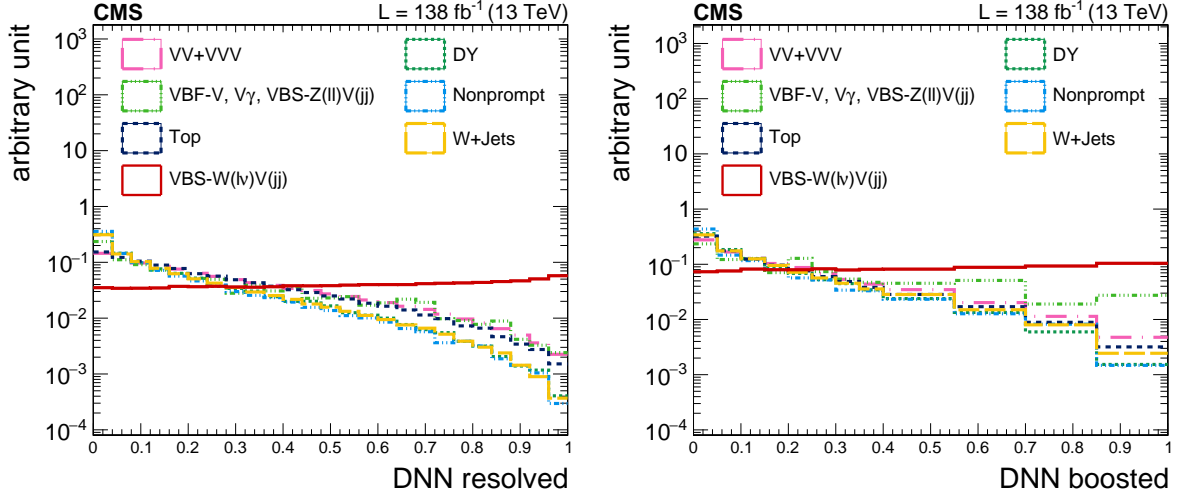 CMS L = 138 fb⁻¹ (13 TeV)
arbitrary unit
10³
10²
10
1
10⁻¹
10⁻²
10⁻³
10⁻⁴
VV+VVV
DY
VBF-V, Vγ, VBS-Z(ll)V(jj)
Nonprompt
Top
W+Jets
VBS-W(lν)V(jj)
0 0.1 0.2 0.3 0.4 0.5 0.6 0.7 0.8 0.9 1
DNN resolved
CMS L = 138 fb⁻¹ (13 TeV)
arbitrary unit
10³
10²
10
1
10⁻¹
10⁻²
10⁻³
10⁻⁴
VV+VVV
DY
VBF-V, Vγ, VBS-Z(ll)V(jj)
Nonprompt
Top
W+Jets
VBS-W(lν)V(jj)
0 0.1 0.2 0.3 0.4 0.5 0.6 0.7 0.8 0.9 1
DNN boosted